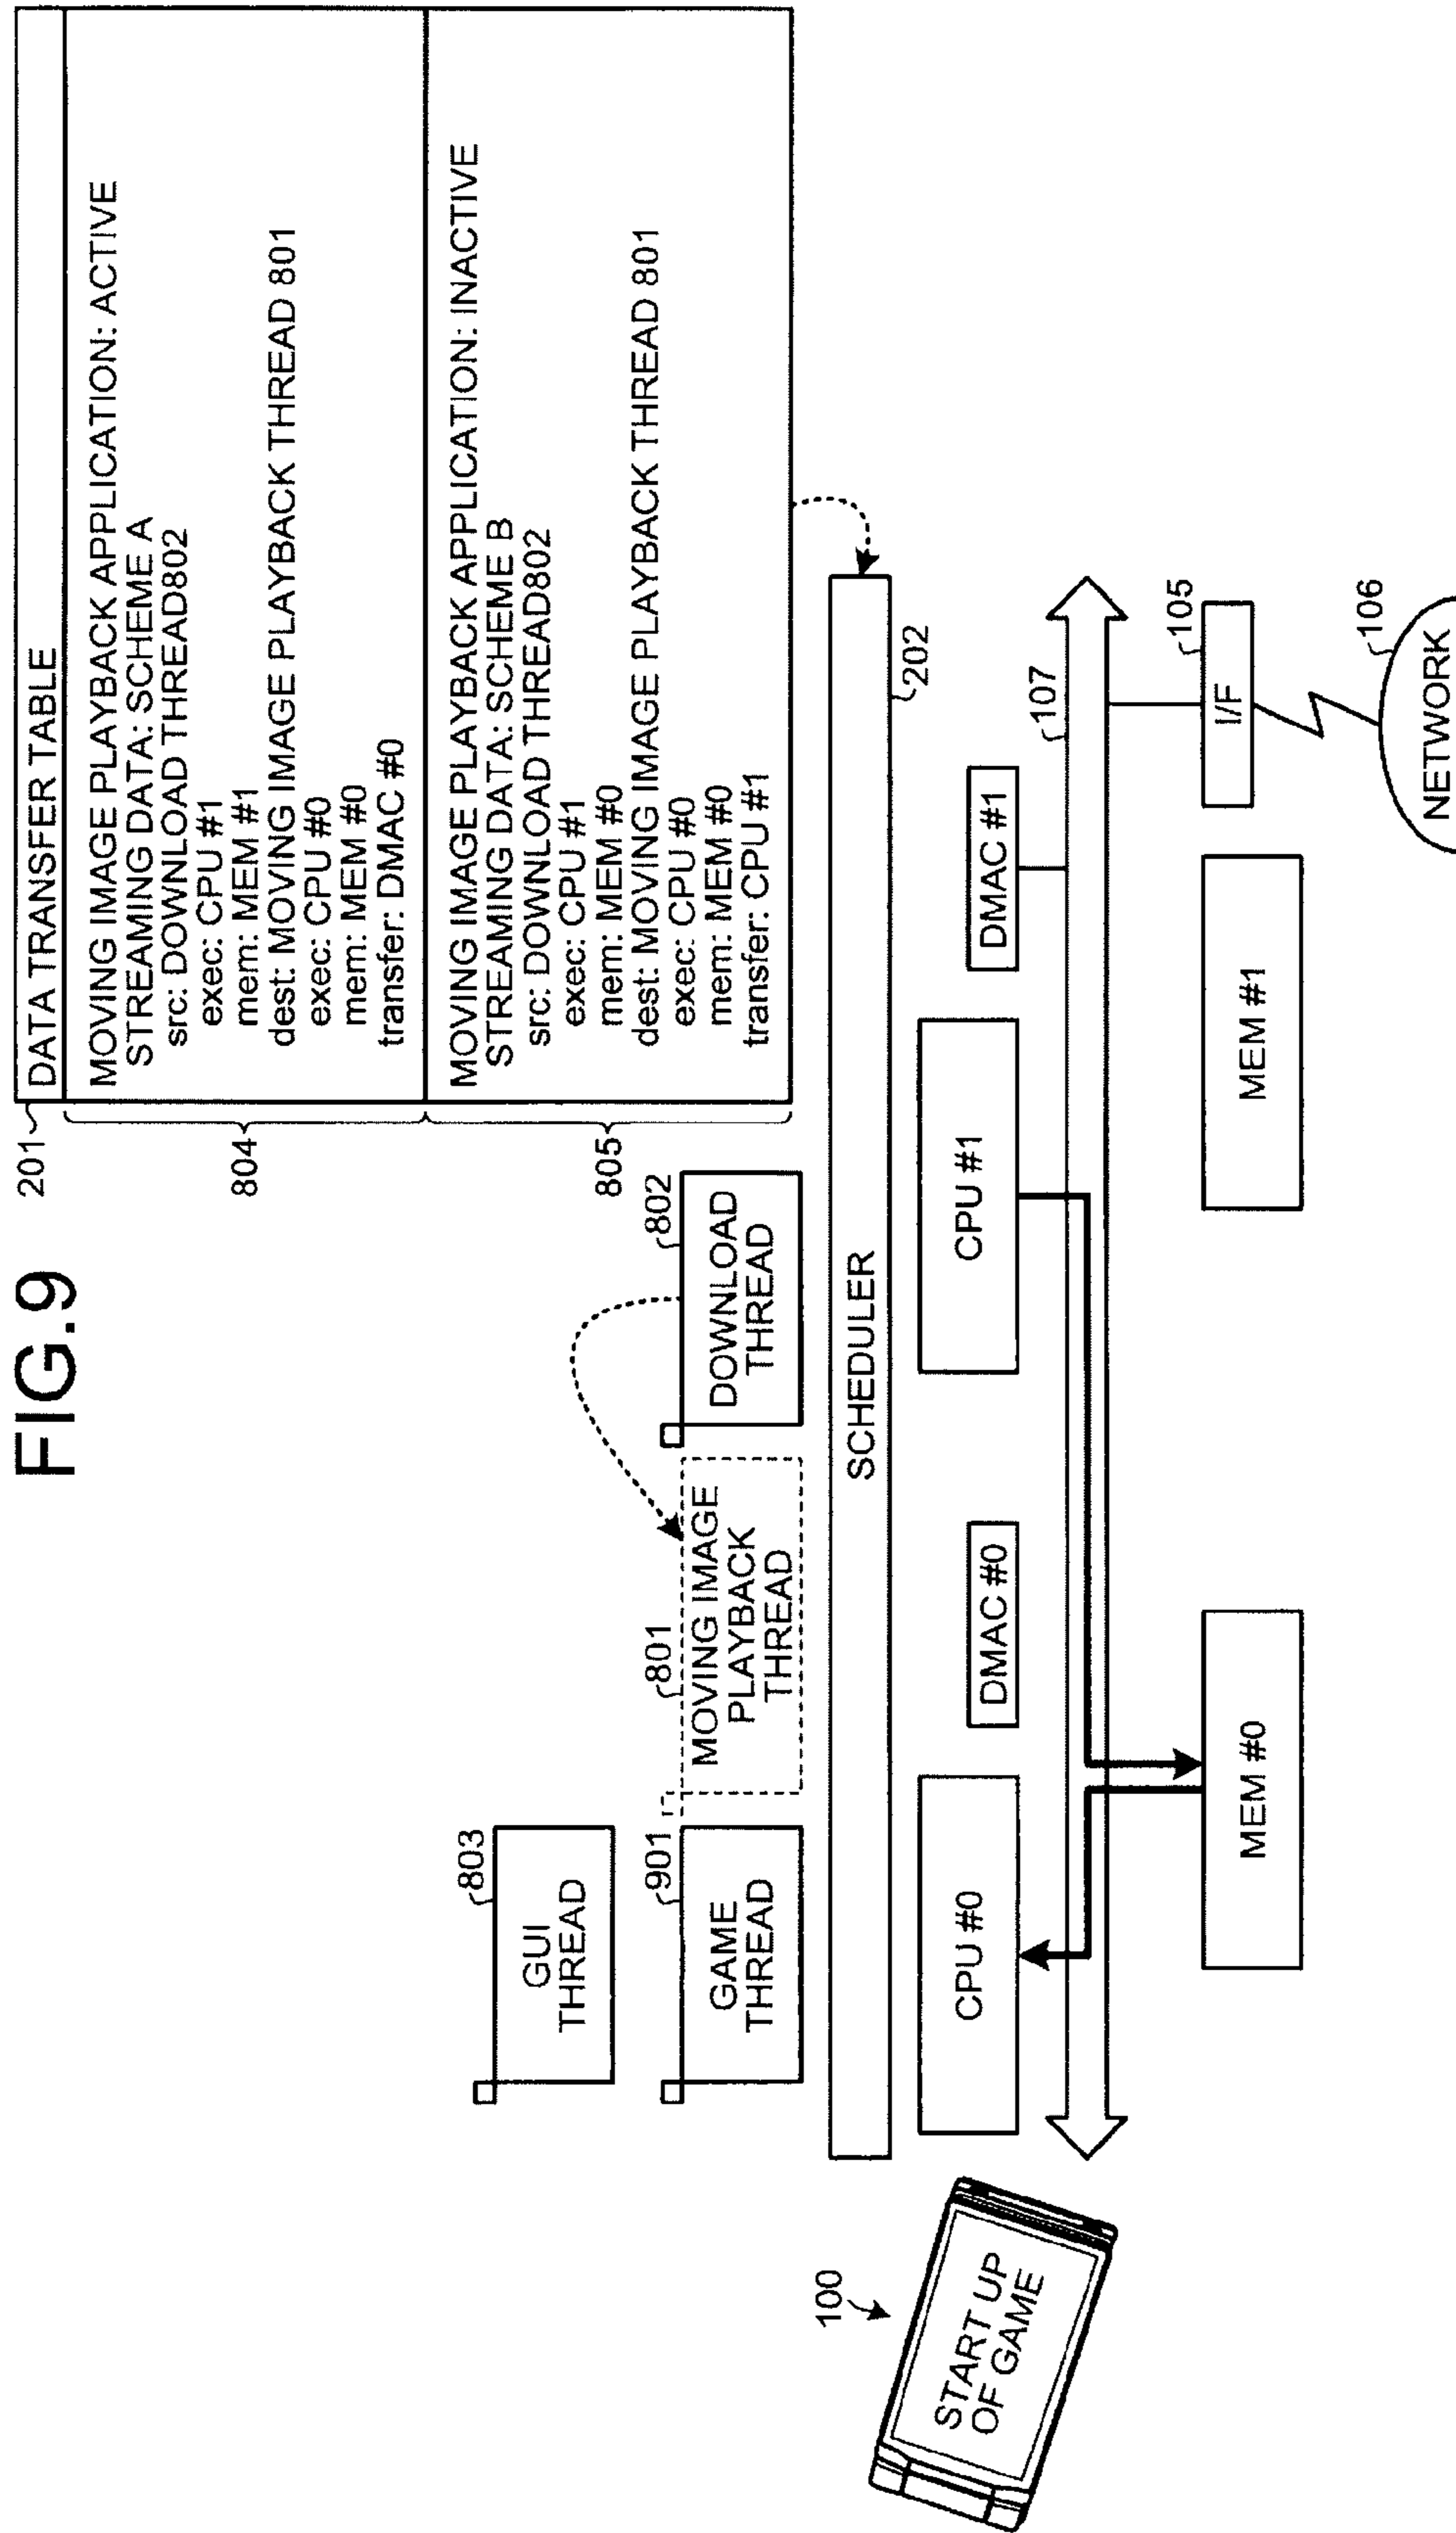 FIG.9
201
DATA TRANSFER TABLE
804
MOVING IMAGE PLAYBACK APPLICATION: ACTIVE
STREAMING DATA: SCHEME A
src: DOWNLOAD THREAD802
exec: CPU #1
mem: MEM #1
dest: MOVING IMAGE PLAYBACK THREAD 801
exec: CPU #0
mem: MEM #0
transfer: DMAC #0
805
MOVING IMAGE PLAYBACK APPLICATION: INACTIVE
STREAMING DATA: SCHEME B
src: DOWNLOAD THREAD802
exec: CPU #1
mem: MEM #0
dest: MOVING IMAGE PLAYBACK THREAD 801
exec: CPU #0
mem: MEM #0
transfer: CPU #1
803
GUI
THREAD
901
GAME
THREAD
801
MOVING IMAGE
PLAYBACK
THREAD
802
DOWNLOAD
THREAD
SCHEDULER
202
100
START UP
OF GAME
CPU #0
DMAC #0
CPU #1
DMAC #1
107
MEM #0
MEM #1
I/F
105
106
NETWORK